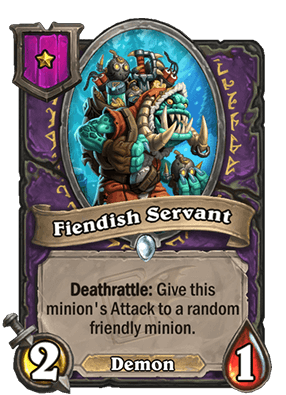 Fiendish Servant
Deathrattle: Give this
minion's Attack to a random
friendly minion.
2
Demon
1